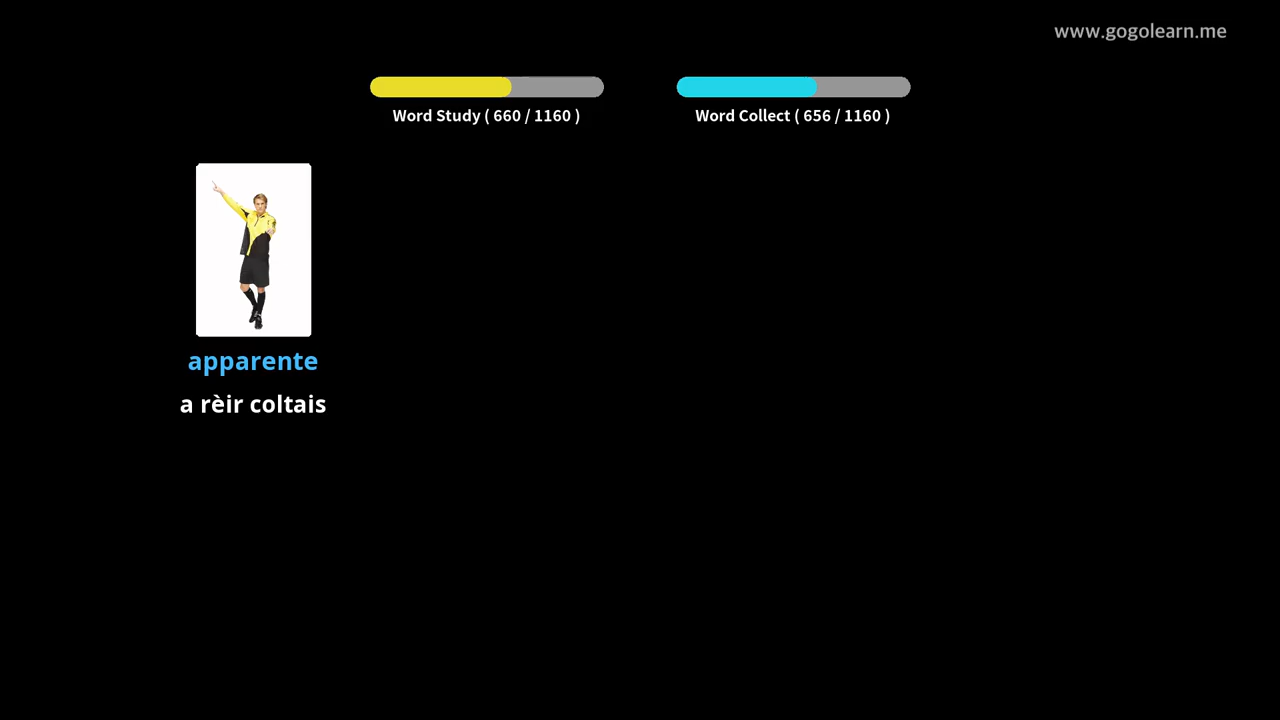 www.gogolearn.me
Word Study ( 660 / 1160 )
Word Collect ( 656 / 1160 )
apparente
a rèir coltais